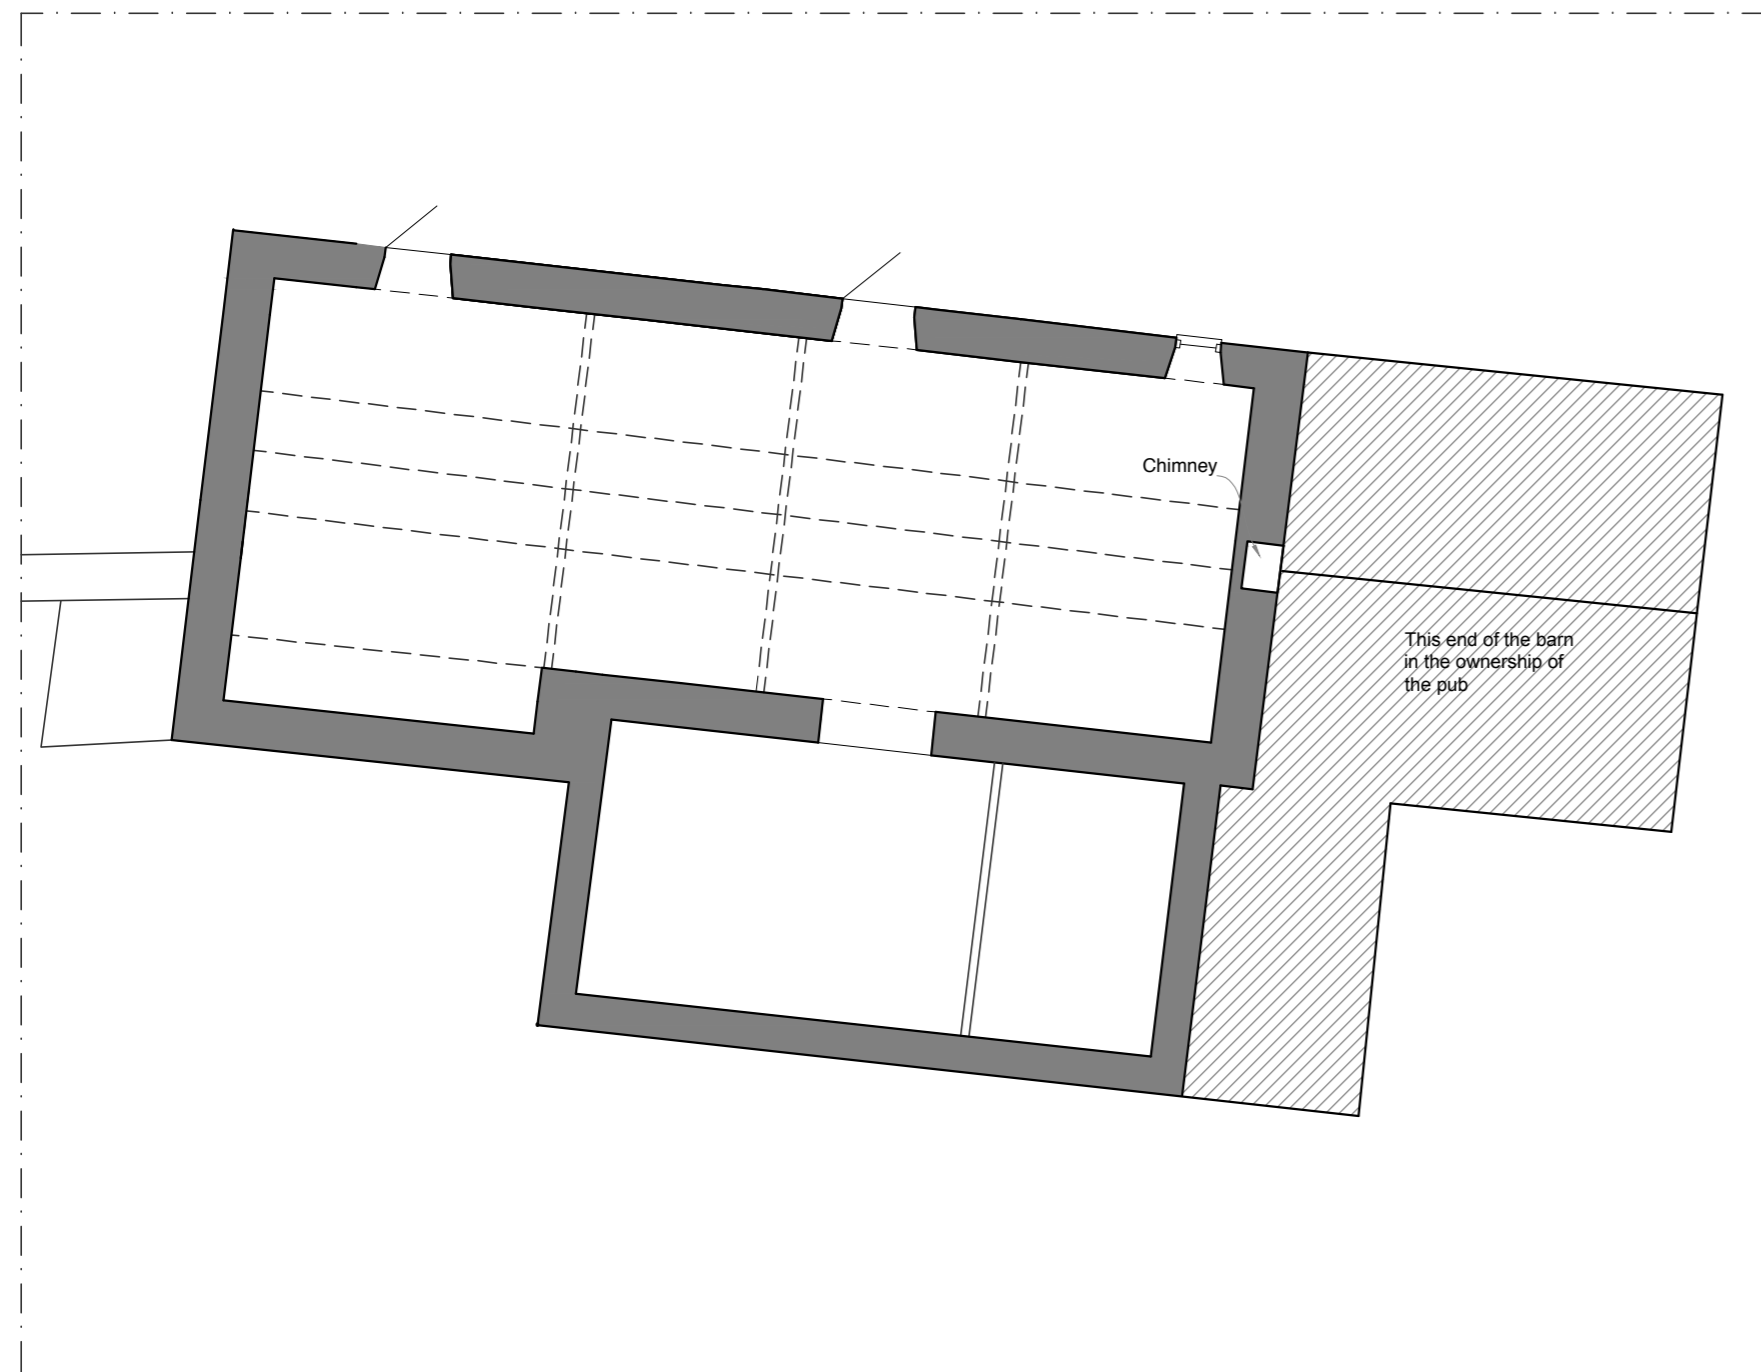 Chimney
This end of the barn
in the ownership of
the pub